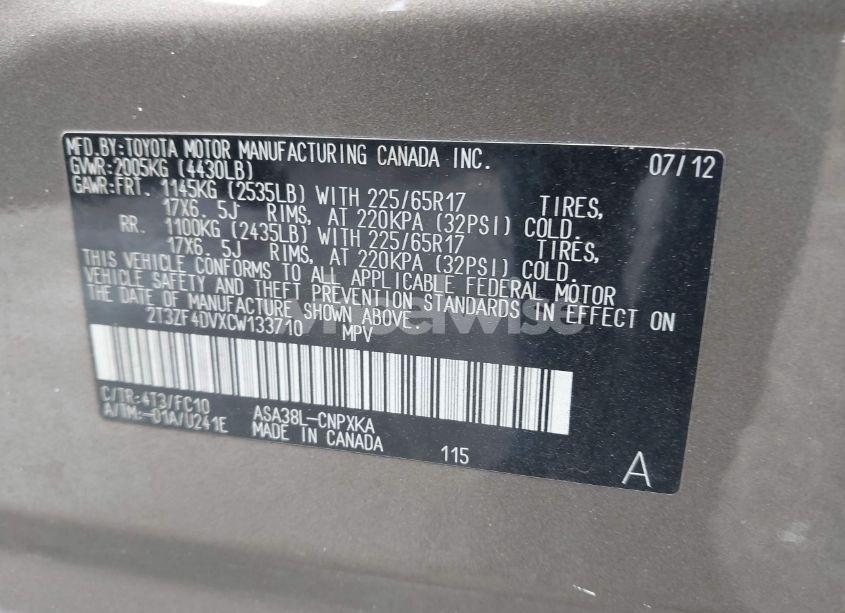 MFD.BY:TOYOTA MOTOR MANUFACTURING CANADA INC. 07/12
GVWR:2005KG (4430LB)
GAWR:FRT. 1145KG (2535LB) WITH 225/65R17 TIRES,
17X6. 5J RIMS, AT 220KPA (32PSI) COLD.
RR. 1100KG (2435LB) WITH 225/65R17 TIRES,
17X6. 5J RIMS, AT 220KPA (32PSI) COLD.
THIS VEHICLE CONFORMS TO ALL APPLICABLE FEDERAL MOTOR
VEHICLE SAFETY AND THEFT PREVENTION STANDARDS IN EFFECT ON
THE DATE OF MANUFACTURE SHOWN ABOVE.
2T3ZF4DVXCW133710 MPV
C/TR:4T3/FC10 ASA38L-CNPXKA
A/TM:-01A/U241E MADE IN CANADA 115 A